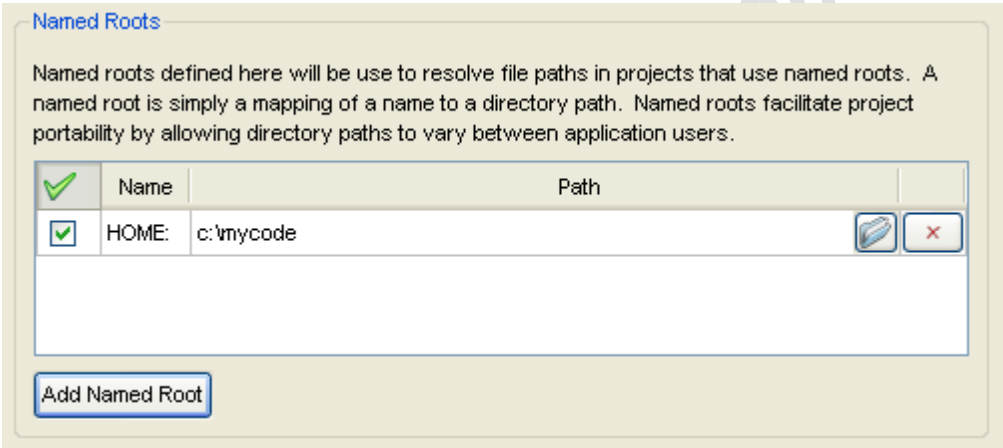 Named Roots
Named roots defined here will be use to resolve file paths in projects that use named roots. A
named root is simply a mapping of a name to a directory path. Named roots facilitate project
portability by allowing directory paths to vary between application users.
Name Path
HOME: c:\mycode
Add Named Root